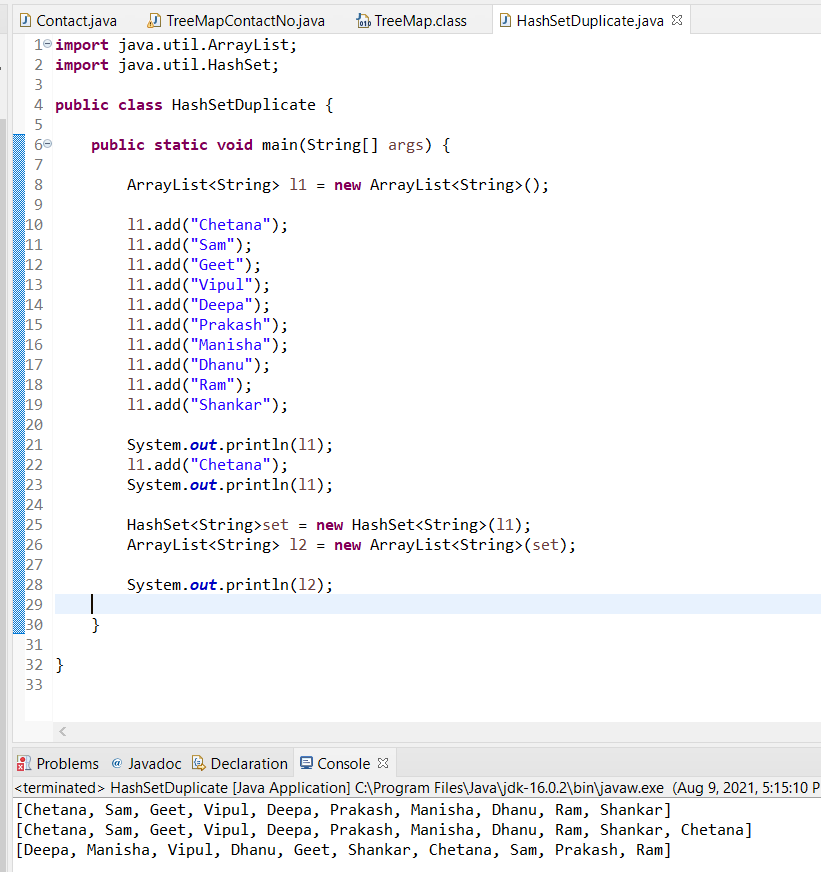 Contact.java TreeMapContactNo.java TreeMap.class HashSetDuplicate.java
1 import java.util.ArrayList;
2 import java.util.HashSet;
3
4 public class HashSetDuplicate {
5
6 public static void main(String[] args) {
7
8 ArrayList<String> l1 = new ArrayList<String>();
9
10 l1.add("Chetana");
11 l1.add("Sam");
12 l1.add("Geet");
13 l1.add("Vipul");
14 l1.add("Deepa");
15 l1.add("Prakash");
16 l1.add("Manisha");
17 l1.add("Dhanu");
18 l1.add("Ram");
19 l1.add("Shankar");
20
21 System.out.println(l1);
22 l1.add("Chetana");
23 System.out.println(l1);
24
25 HashSet<String>set = new HashSet<String>(l1);
26 ArrayList<String> l2 = new ArrayList<String>(set);
27
28 System.out.println(l2);
29
30 }
31
32 }
33
Problems @ Javadoc Declaration Console
<terminated> HashSetDuplicate [Java Application] C:\Program Files\Java\jdk-16.0.2\bin\javaw.exe (Aug 9, 2021, 5:15:10 P
[Chetana, Sam, Geet, Vipul, Deepa, Prakash, Manisha, Dhanu, Ram, Shankar]
[Chetana, Sam, Geet, Vipul, Deepa, Prakash, Manisha, Dhanu, Ram, Shankar, Chetana]
[Deepa, Manisha, Vipul, Dhanu, Geet, Shankar, Chetana, Sam, Prakash, Ram]